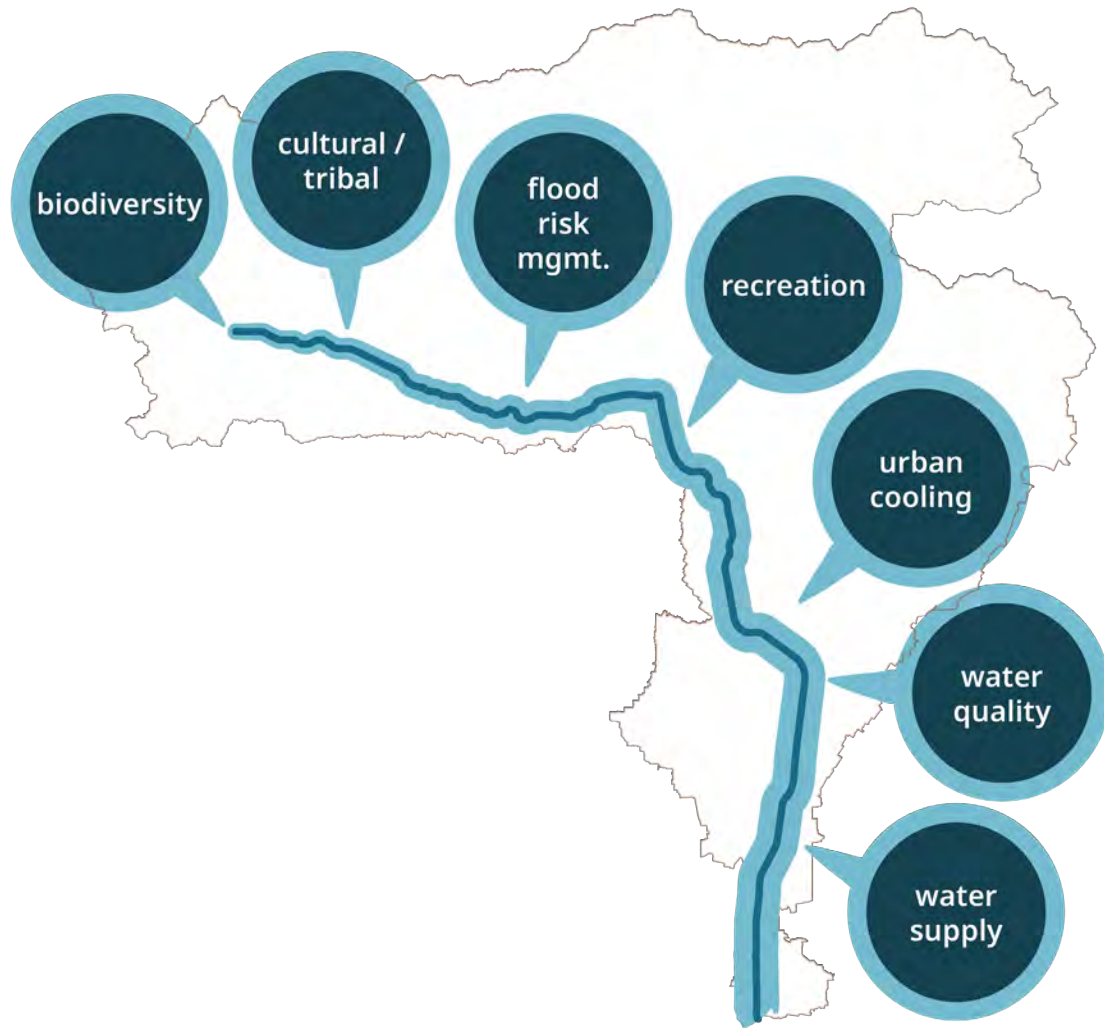 biodiversity
cultural /
tribal
flood
risk
mgmt.
recreation
urban
cooling
water
quality
water
supply